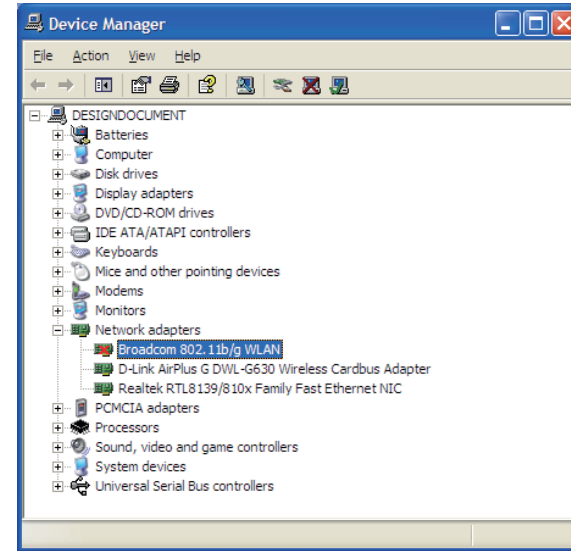 Device Manager
File Action View Help
DESIGNDOCUMENT
Batteries
Computer
Disk drives
Display adapters
DVD/CD-ROM drives
IDE ATA/ATAPI controllers
Keyboards
Mice and other pointing devices
Modems
Monitors
Network adapters
Broadcom 802.11b/g WLAN
D-Link AirPlus G DWL-G630 Wireless Cardbus Adapter
Realtek RTL8139/810x Family Fast Ethernet NIC
PCMCIA adapters
Processors
Sound, video and game controllers
System devices
Universal Serial Bus controllers